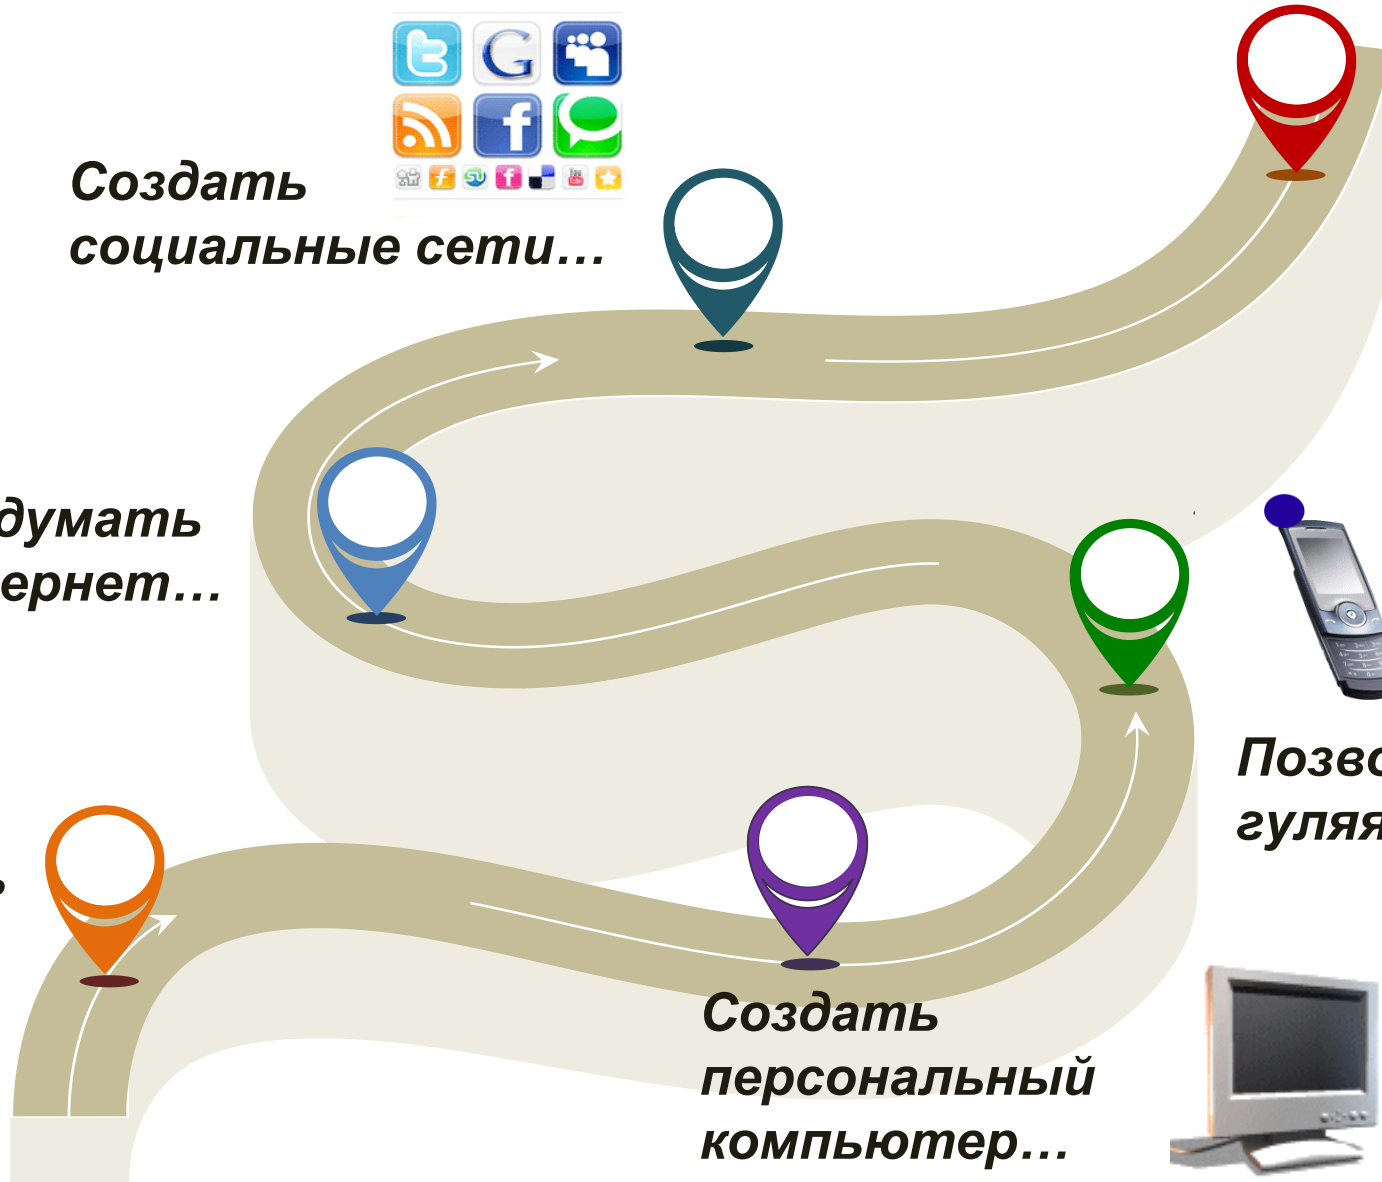 Создать
социальные сети...
думать
ернет...
Позво
гуляя
ь
Создать
персональный
компьютер...